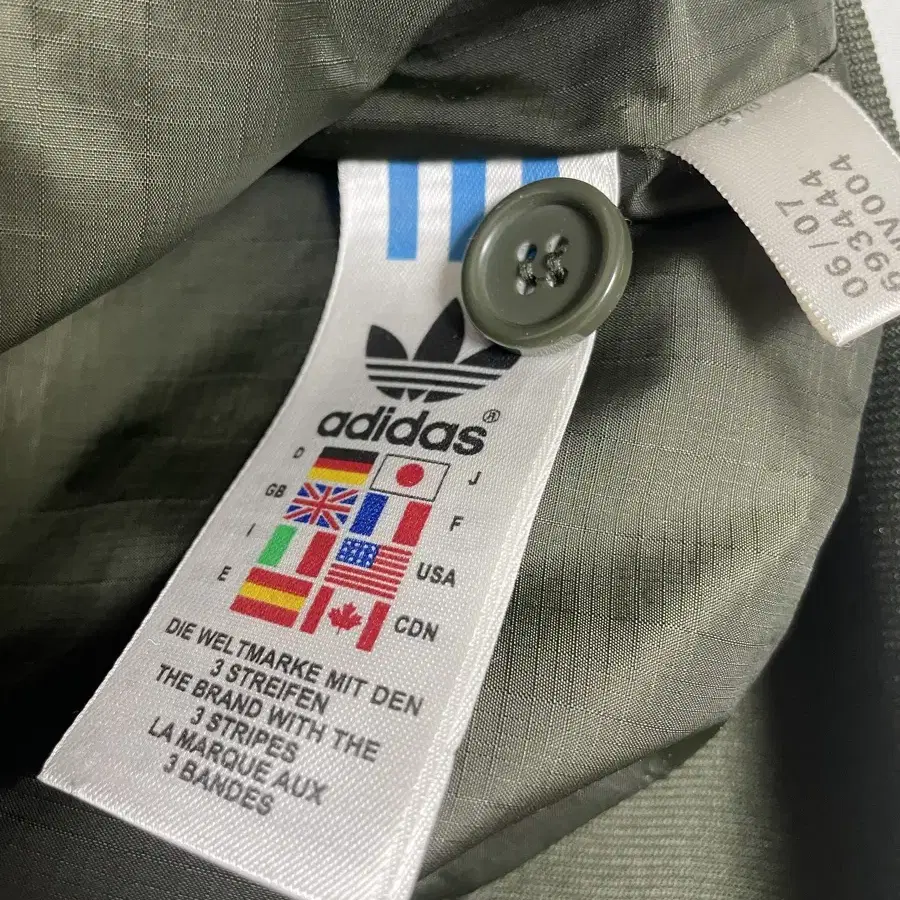 adidas®
D
J
GB
F
I
USA
E
CDN
DIE WELTMARKE MIT DEN
3 STREIFEN
THE BRAND WITH THE
3 STRIPES
LA MARQUE AUX
3 BANDES
06/07
693444
004